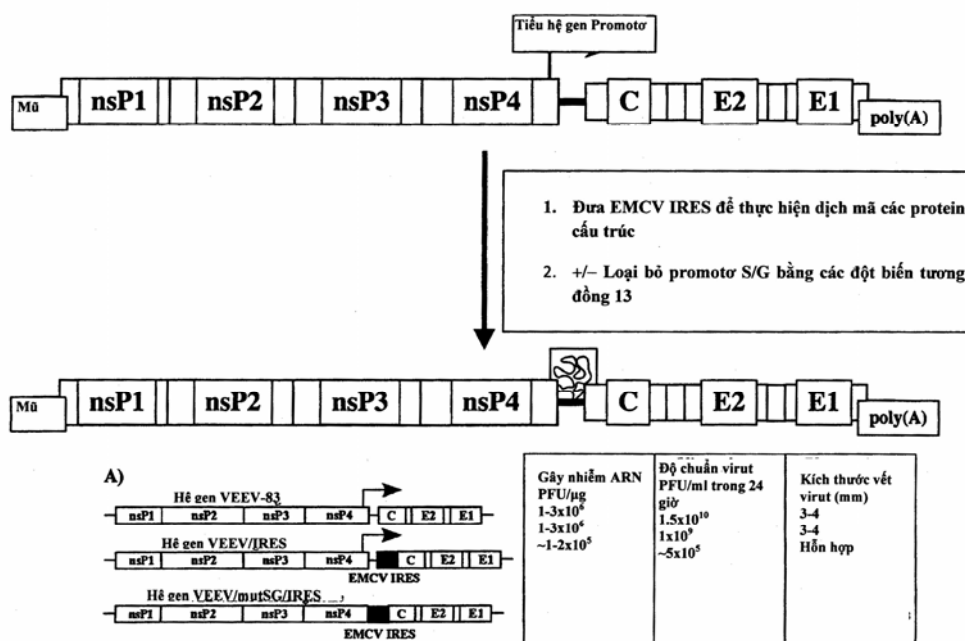 Tiểu hệ gen Promotơ
Mũ nsP1 nsP2 nsP3 nsP4 C E2 E1 poly(A)
1. Đưa EMCV IRES để thực hiện dịch mã các protein
cấu trúc
2. +/– Loại bỏ promotơ S/G bằng các đột biến tương
đồng 13
Mũ nsP1 nsP2 nsP3 nsP4 C E2 E1 poly(A)
A)
Hê gen VEEV-83
nsP1 nsP2 nsP3 nsP4 C E2 E1
Hê gen VEEV/IRES
nsP1 nsP2 nsP3 nsP4 C E2 E1
EMCV IRES
Hê gen VEEV/mutSG/IRES
nsP1 nsP2 nsP3 nsP4 C E2 E1
EMCV IRES
Gây nhiễm ARN
PFU/µg
1-3x10⁶
1-3x10⁶
~1-2x10⁵
Độ chuẩn virut
PFU/ml trong 24
giờ
1.5x10¹⁰
1x10⁹
~5x10⁵
Kích thước vết
virut (mm)
3-4
3-4
Hỗn hợp